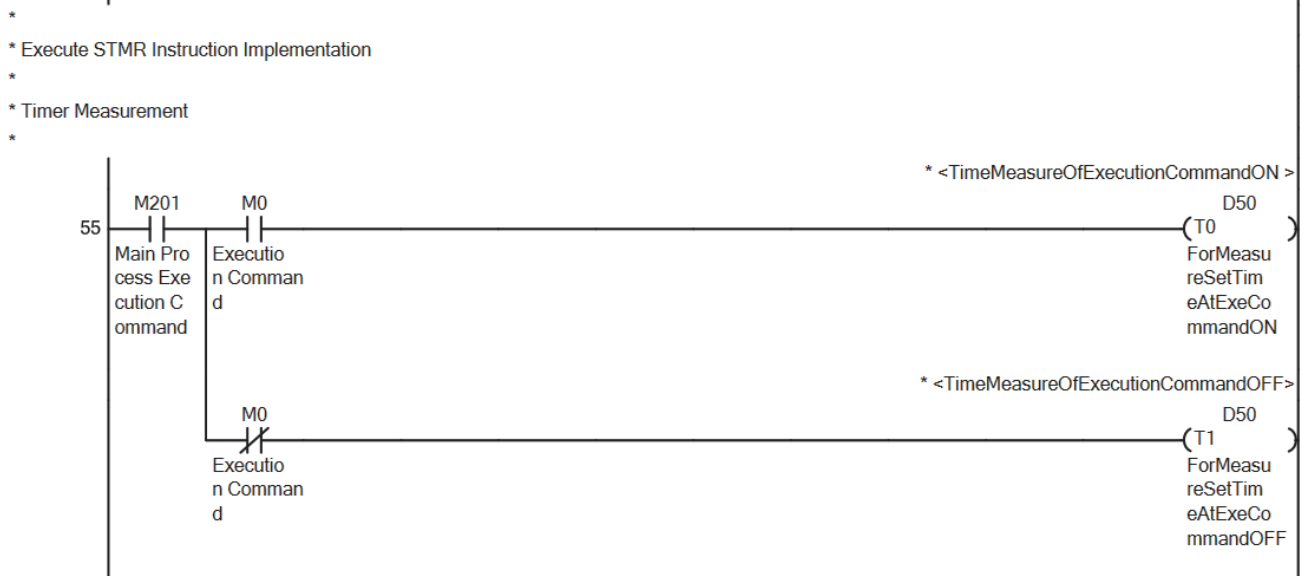 *
* Execute STMR Instruction Implementation
*
* Timer Measurement
*
* <TimeMeasureOfExecutionCommandON >
M201 M0 D50
55 T0
Main Pro Executio ForMeasu
cess Exe n Comman reSetTim
cution C d eAtExeCo
ommand mmandON
* <TimeMeasureOfExecutionCommandOFF>
M0 D50
T1
Executio ForMeasu
n Comman reSetTim
d eAtExeCo
mmandOFF